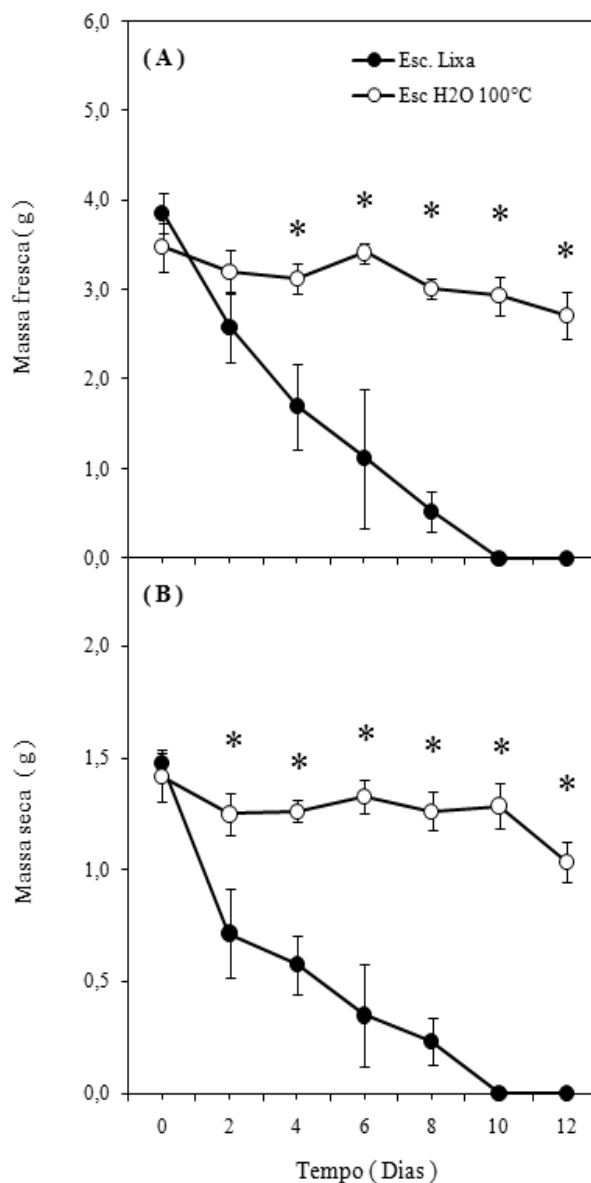 6,0
(A)
Esc. Lixa
Esc H2O 100°C
5,0
4,0
* * * * *
3,0
2,0
1,0
0,0
Massa fresca ( g )
(B)
2,0
* * * * * *
1,5
1,0
0,5
0,0
Massa seca ( g )
0 2 4 6 8 10 12
Tempo ( Dias )